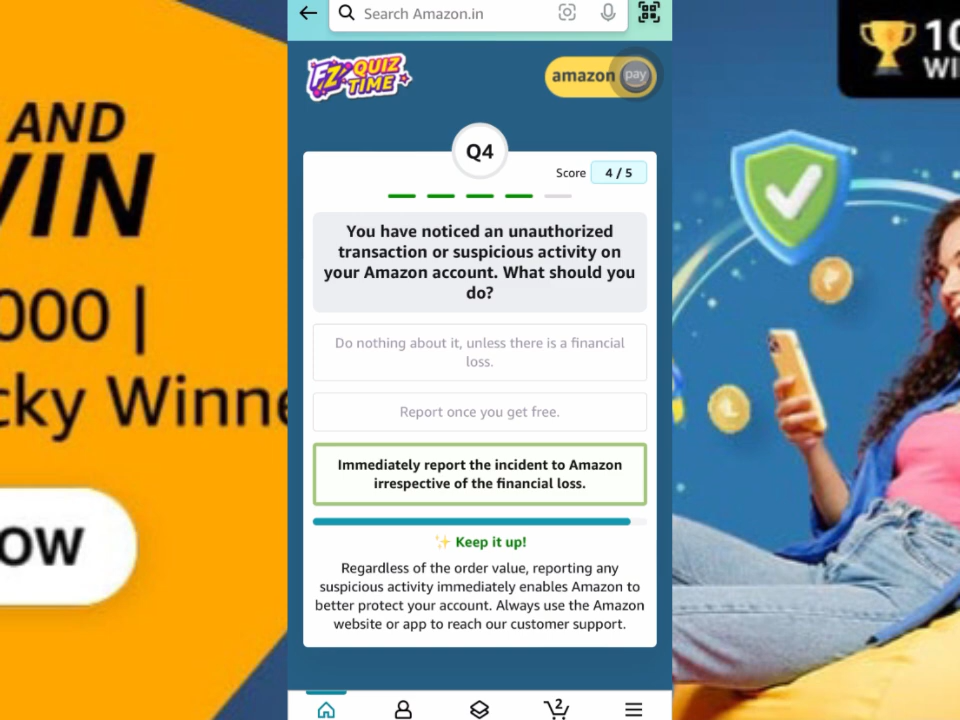 AND
WIN
000 |
cky Winne
OW
Search Amazon.in
FZ QUIZ
TIME
amazon pay
Q4
Score 4 / 5
You have noticed an unauthorized
transaction or suspicious activity on
your Amazon account. What should you
do?
Do nothing about it, unless there is a financial
loss.
Report once you get free.
Immediately report the incident to Amazon
irrespective of the financial loss.
✨ Keep it up!
Regardless of the order value, reporting any
suspicious activity immediately enables Amazon to
better protect your account. Always use the Amazon
website or app to reach our customer support.
2
10
WI